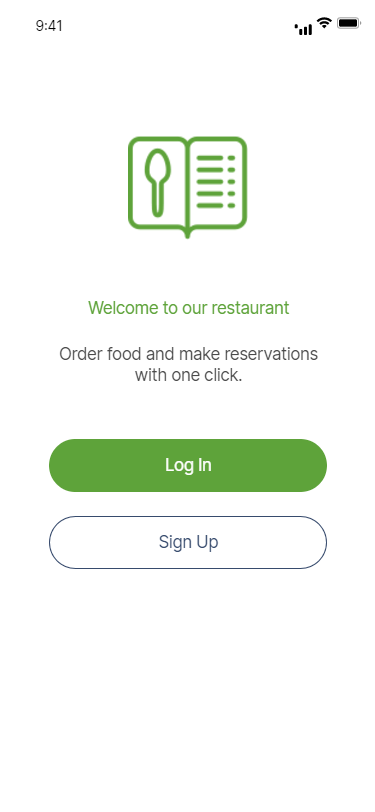 9:41
Welcome to our restaurant
Order food and make reservations
with one click.
Log In
Sign Up